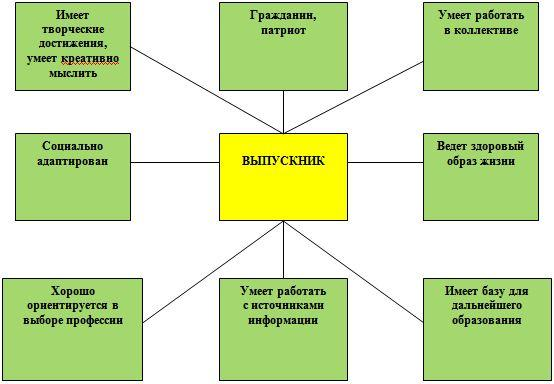 Имеет
творческие
достижения,
умеет креативно
мыслить
Гражданин,
патриот
Умеет работать
в коллективе
Социально
адаптирован
ВЫПУСКНИК
Ведет здоровый
образ жизни
Хорошо
ориентируется в
выборе профессии
Умеет работать
с источниками
информации
Имеет базу для
дальнейшего
образования